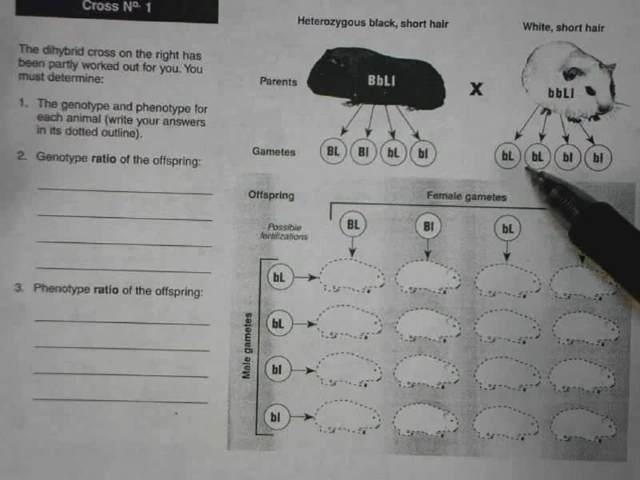 Cross Nº 1
The dihybrid cross on the right has
been partly worked out for you. You
must determine:
1. The genotype and phenotype for
each animal (write your answers
in its dotted outline).
2. Genotype ratio of the offspring:
3. Phenotype ratio of the offspring:
Heterozygous black, short hair
White, short hair
Parents
BbLl
X
bbLl
Gametes
BL
Bl
bL
bl
bL
bL
bl
bl
Offspring
Female gametes
Possible
fertilizations
BL
Bl
bL
Male gametes
bL
bL
bl
bl